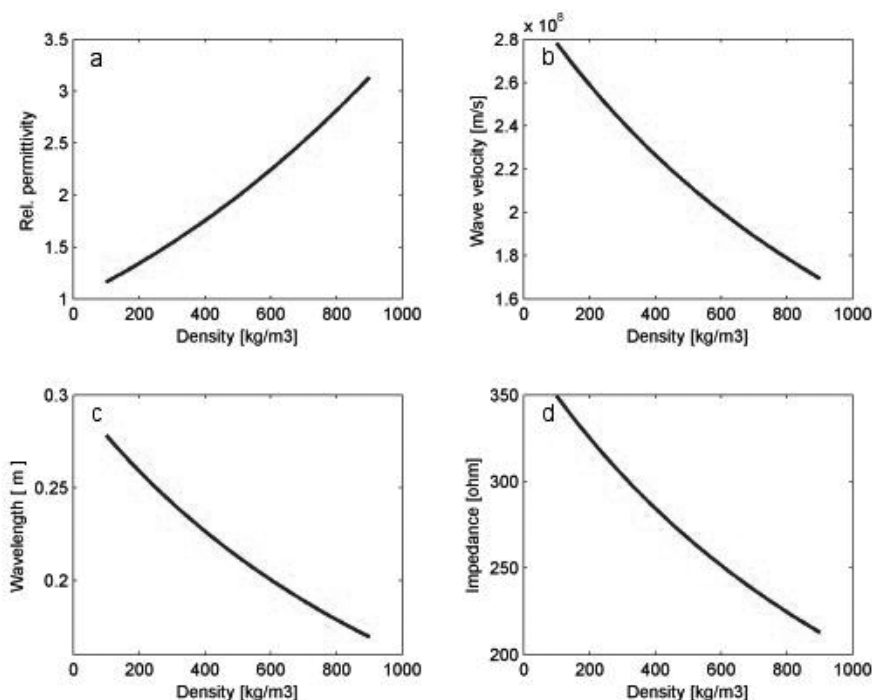 a
Rel. permittivity
3.5
3
2.5
2
1.5
1
0 200 400 600 800 1000
Density [kg/m3]
x 10^8
b
Wave velocity [m/s]
2.8
2.6
2.4
2.2
2
1.8
1.6
0 200 400 600 800 1000
Density [kg/m3]
c
Wavelength [ m ]
0.3
0.25
0.2
0 200 400 600 800 1000
Density [kg/m3]
d
Impedance [ohm]
350
300
250
200
0 200 400 600 800 1000
Density [kg/m3]